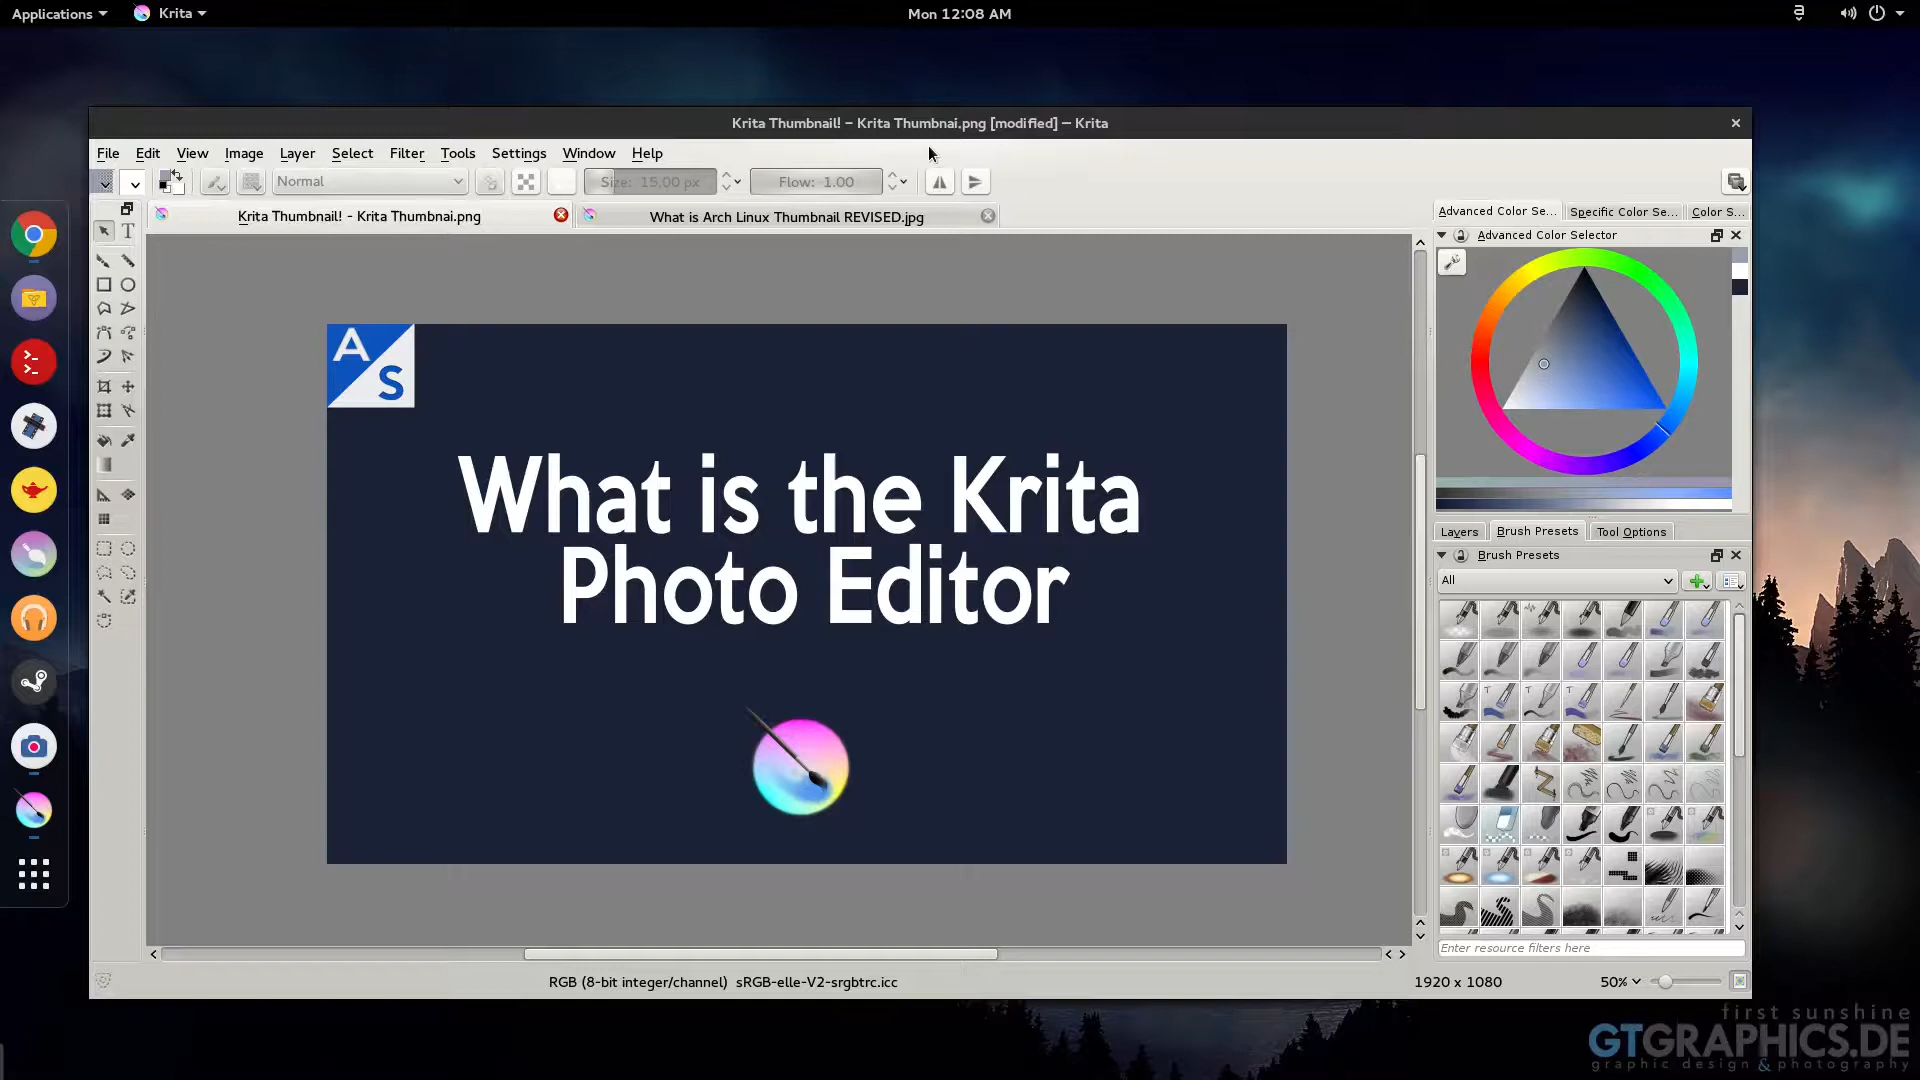 Applications
Krita
Mon 12:08 AM
Krita Thumbnail! – Krita Thumbnai.png [modified] — Krita
File Edit View Image Layer Select Filter Tools Settings Window Help
Normal
Size: 15.00 px
Flow: 1.00
Krita Thumbnail! - Krita Thumbnai.png
What is Arch Linux Thumbnail REVISED.jpg
Advanced Color Se...
Specific Color Se...
Color S...
Advanced Color Selector
T
A
S
What is the Krita
Photo Editor
Layers
Brush Presets
Tool Options
Brush Presets
All
Enter resource filters here
RGB (8-bit integer/channel) sRGB-elle-V2-srgbtrc.icc
1920 x 1080
50%
first sunshine
GTGRAPHICS.DE
graphic design & photography